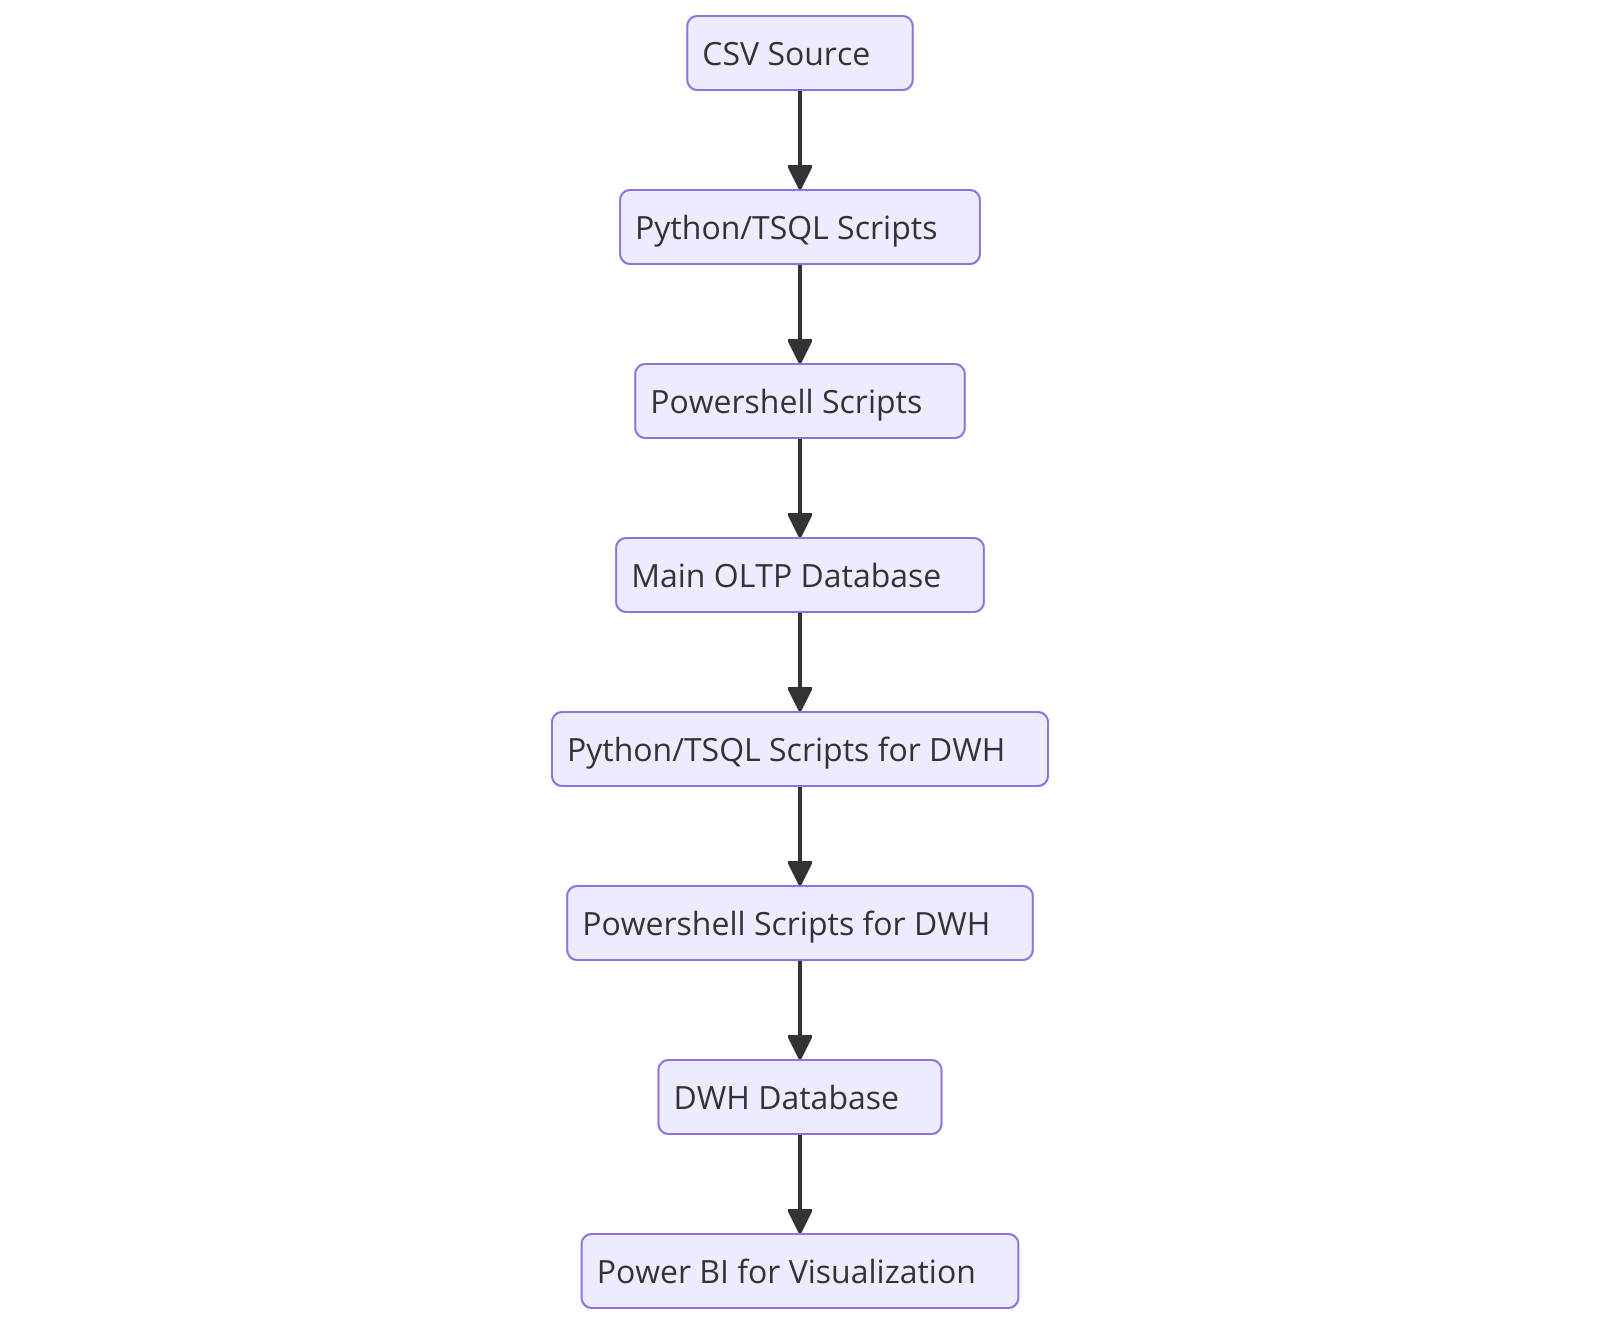 CSV Source
Python/TSQL Scripts
Powershell Scripts
Main OLTP Database
Python/TSQL Scripts for DWH
Powershell Scripts for DWH
DWH Database
Power BI for Visualization